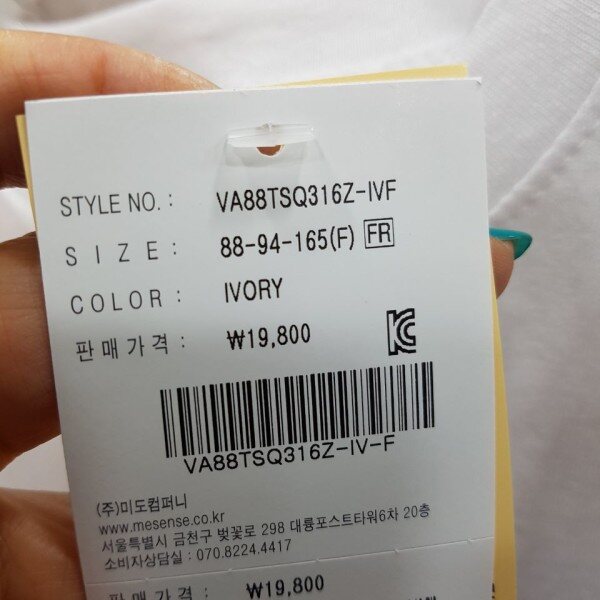 STYLE NO. : VA88TSQ316Z-IVF
SIZE : 88-94-165(F) FR
COLOR : IVORY
판매가격 : ₩19,800
KC
VA88TSQ316Z-IV-F
(주)미도컴퍼니
www.mesense.co.kr
서울특별시 금천구 벚꽃로 298 대륭포스트타워6차 20층
소비자상담실 : 070.8224.4417
판매가격 : ₩19,800